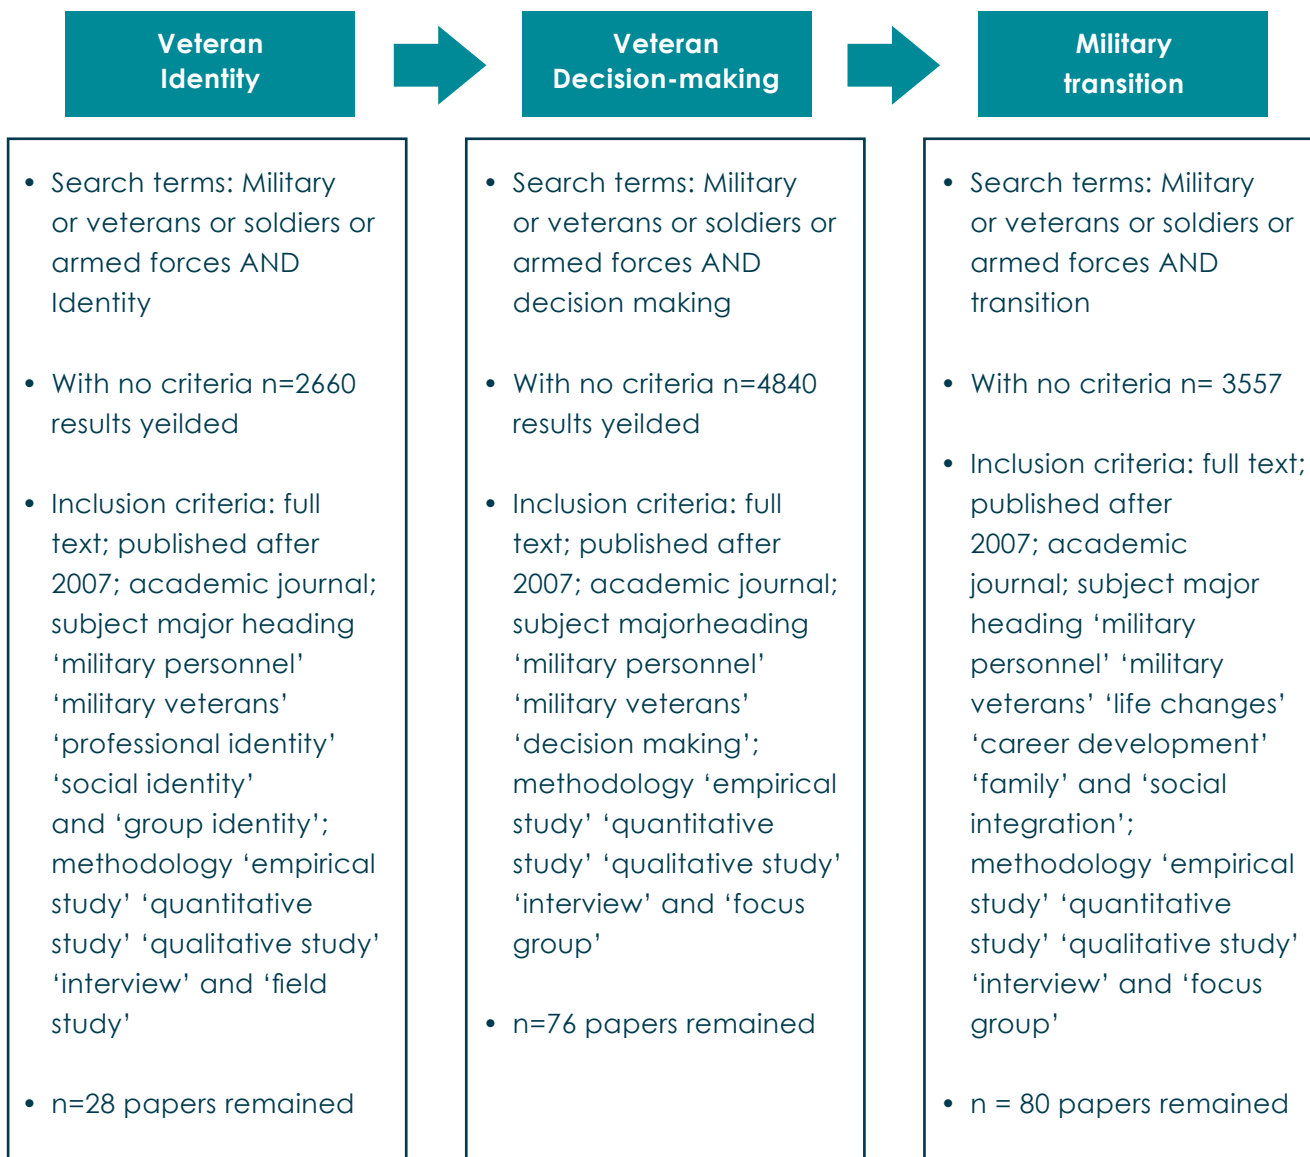 Veteran
Identity
Veteran
Decision-making
Military
transition
• Search terms: Military
or veterans or soldiers or
armed forces AND
Identity
• With no criteria n=2660
results yeilded
• Inclusion criteria: full
text; published after
2007; academic journal;
subject major heading
‘military personnel’
‘military veterans’
‘professional identity’
‘social identity’
and ‘group identity’;
methodology ‘empirical
study’ ‘quantitative
study’ ‘qualitative study’
‘interview’ and ‘field
study’
• n=28 papers remained
• Search terms: Military
or veterans or soldiers or
armed forces AND
decision making
• With no criteria n=4840
results yeilded
• Inclusion criteria: full
text; published after
2007; academic journal;
subject majorheading
‘military personnel’
‘military veterans’
‘decision making’;
methodology ‘empirical
study’ ‘quantitative
study’ ‘qualitative study’
‘interview’ and ‘focus
group’
• n=76 papers remained
• Search terms: Military
or veterans or soldiers or
armed forces AND
transition
• With no criteria n= 3557
• Inclusion criteria: full text;
published after
2007; academic
journal; subject major
heading ‘military
personnel’ ‘military
veterans’ ‘life changes’
‘career development’
‘family’ and ‘social
integration’;
methodology ‘empirical
study’ ‘quantitative
study’ ‘qualitative study’
‘interview’ and ‘focus
group’
• n = 80 papers remained